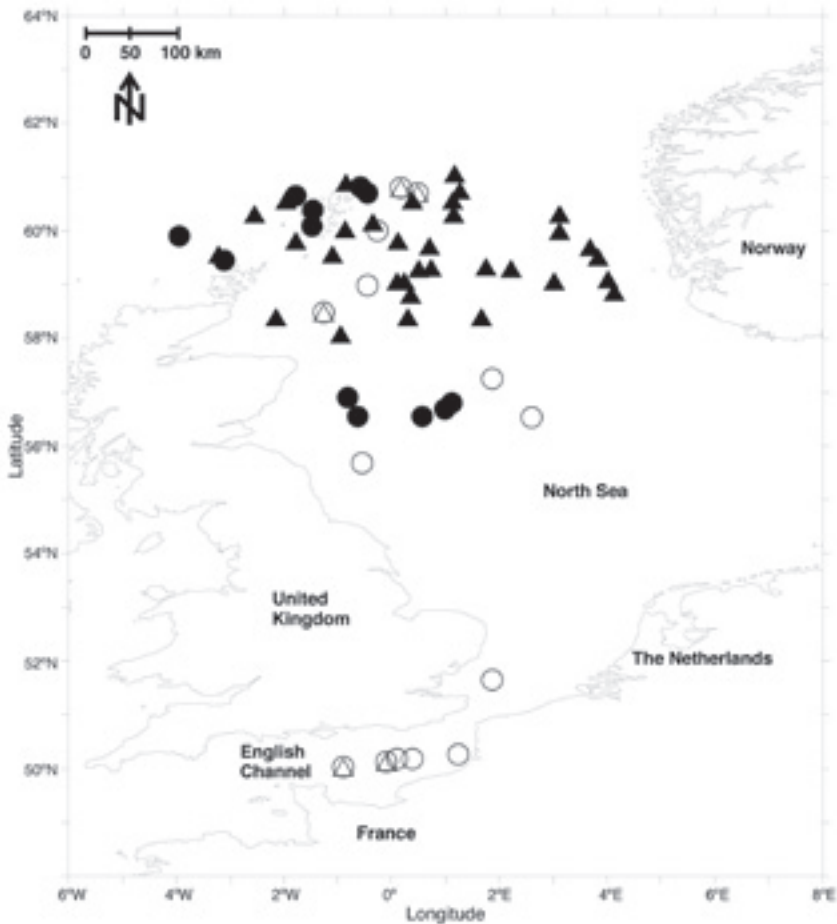 64°N
0 50 100 km
N
62°N
60°N
Norway
58°N
56°N
Latitude
North Sea
54°N
United
Kingdom
52°N
The Netherlands
English
Channel
50°N
France
6°W 4°W 2°W 0° 2°E 4°E 6°E 8°E
Longitude